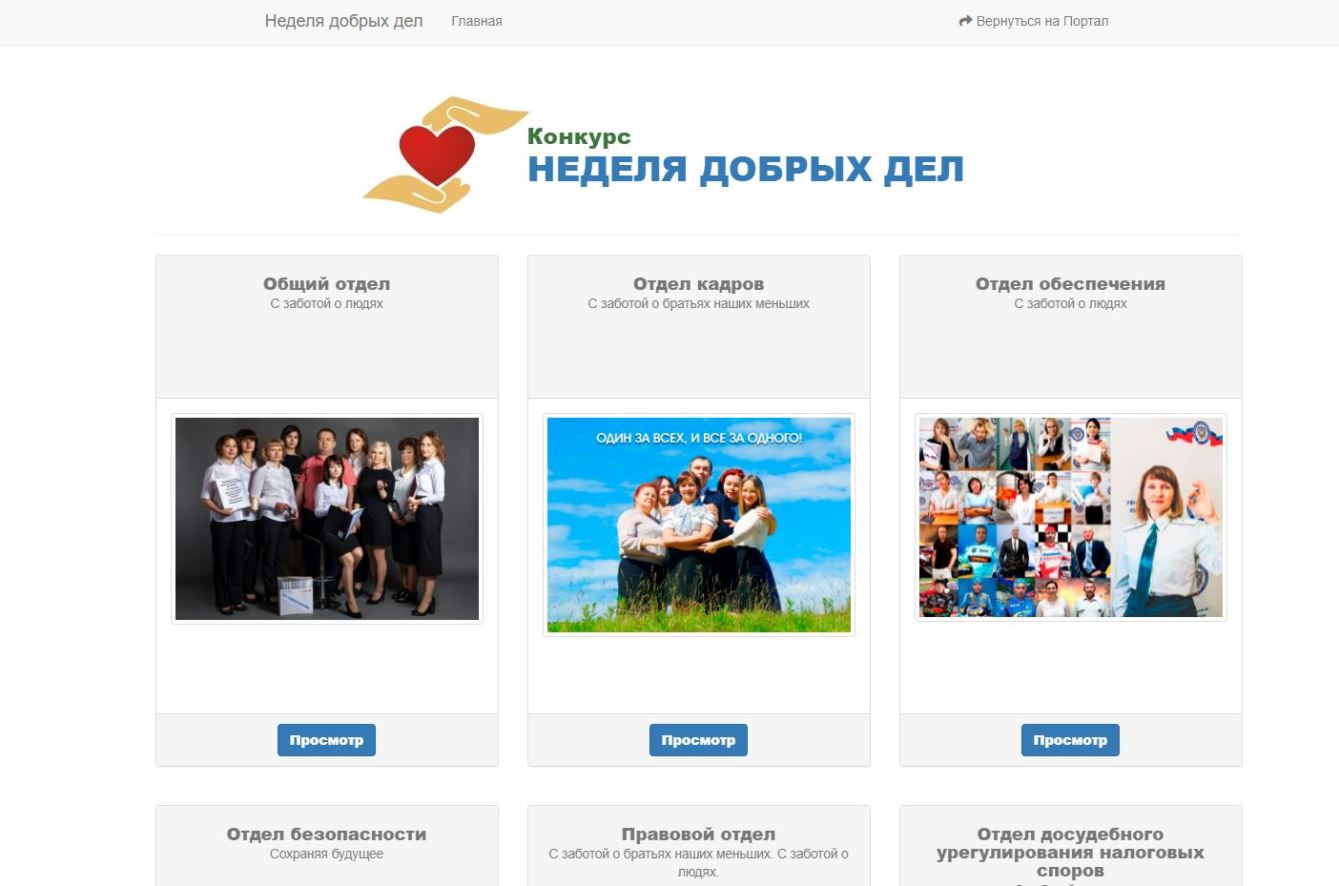 Неделя добрых дел
Главная
Вернуться на Портал
Конкурс
НЕДЕЛЯ ДОБРЫХ ДЕЛ
Общий отдел
С заботой о людях
Отдел кадров
С заботой о братьях наших меньших
Отдел обеспечения
С заботой о людях
ОДИН ЗА ВСЕХ, И ВСЕ ЗА ОДНОГО!
Просмотр
Просмотр
Просмотр
Отдел безопасности
Сохраняя будущее
Правовой отдел
С заботой о братьях наших меньших. С заботой о
людях.
Отдел досудебного
урегулирования налоговых
споров